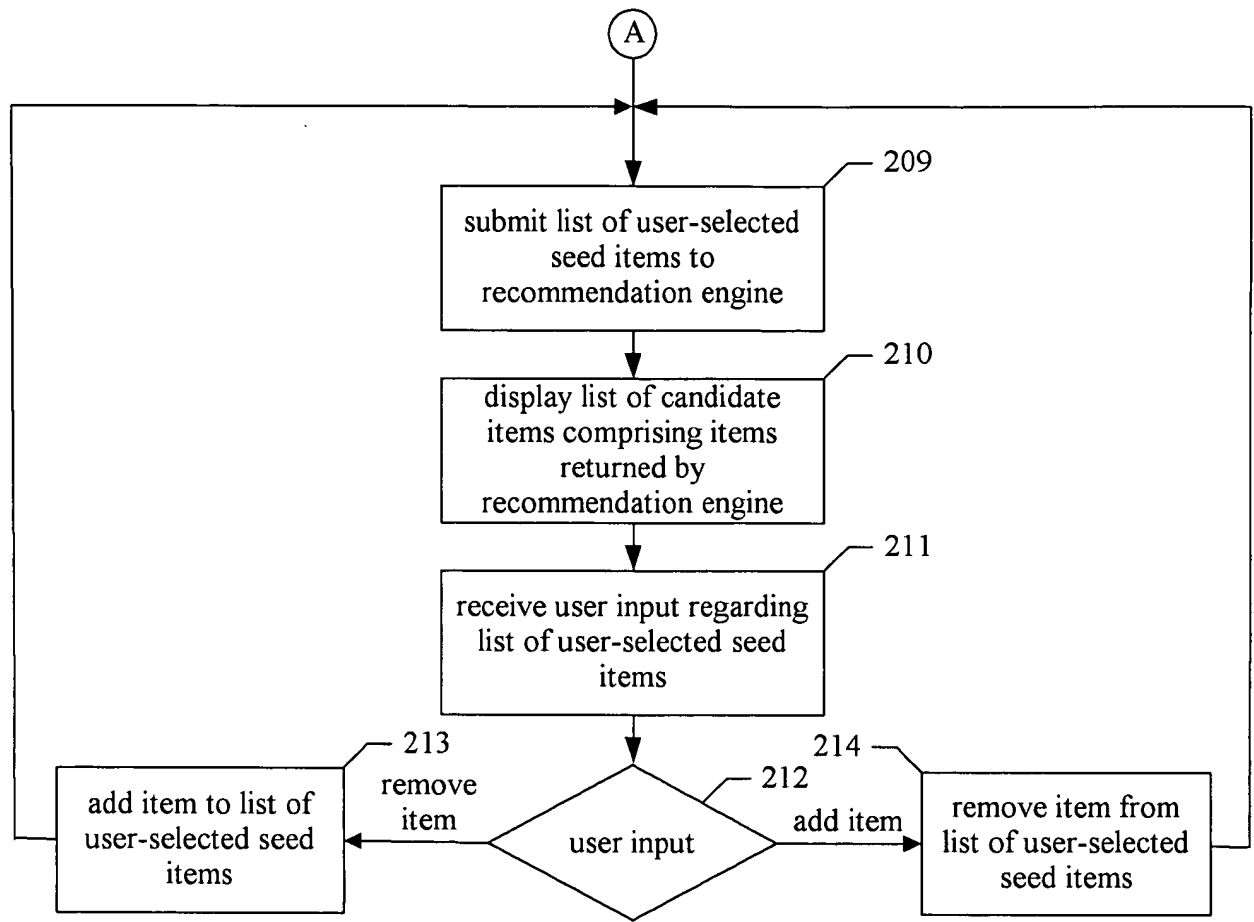 A
209
submit list of user-selected
seed items to
recommendation engine
210
display list of candidate
items comprising items
returned by
recommendation engine
211
receive user input regarding
list of user-selected seed
items
213
add item to list of
user-selected seed
items
remove
item
212
user input
add item
214
remove item from
list of user-selected
seed items